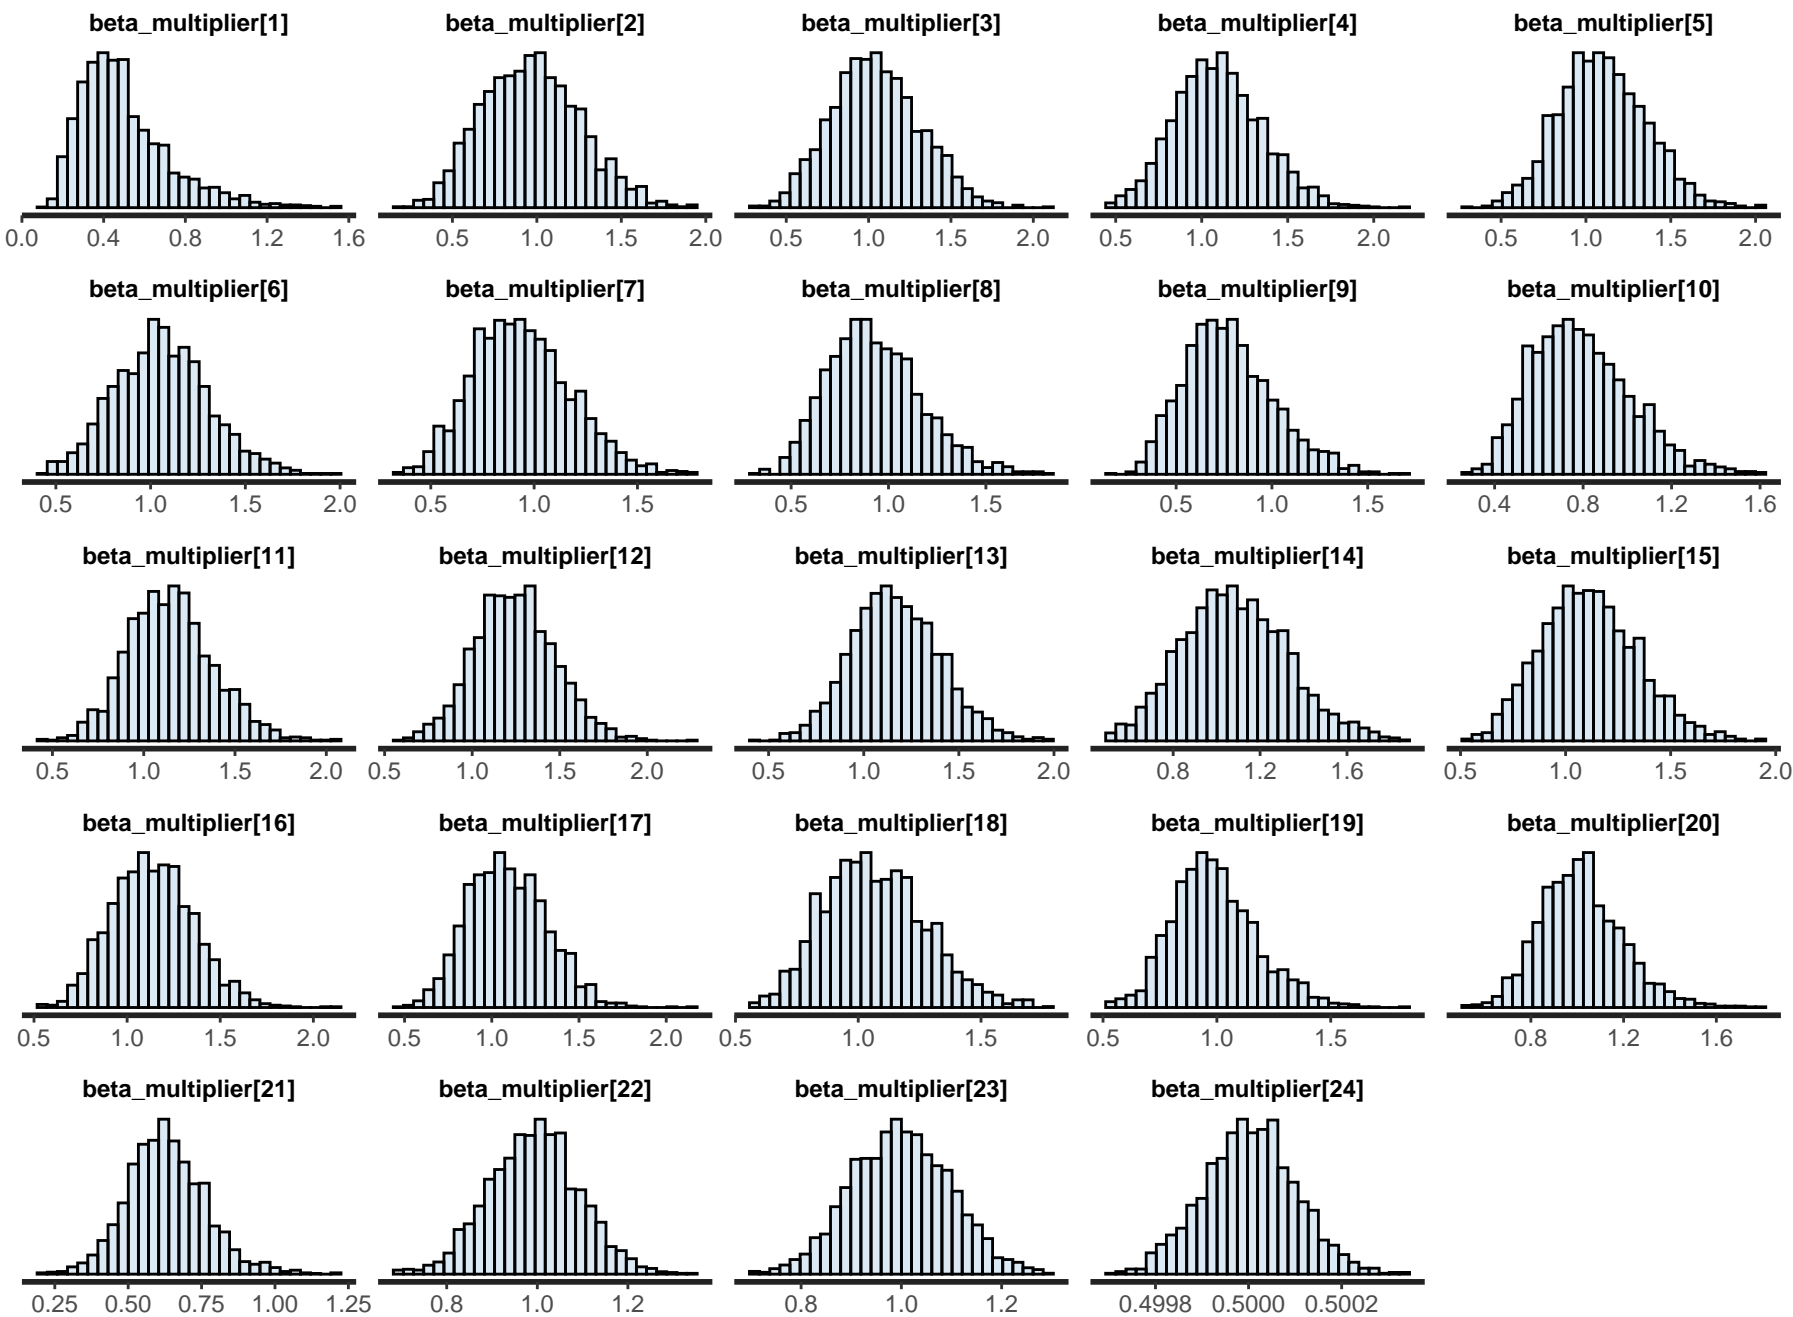 beta_multiplier[1] beta_multiplier[2] beta_multiplier[3] beta_multiplier[4] beta_multiplier[5]
0.0 0.4 0.8 1.2 1.6 0.5 1.0 1.5 2.0 0.5 1.0 1.5 2.0 0.5 1.0 1.5 2.0 0.5 1.0 1.5 2.0
beta_multiplier[6] beta_multiplier[7] beta_multiplier[8] beta_multiplier[9] beta_multiplier[10]
0.5 1.0 1.5 2.0 0.5 1.0 1.5 0.5 1.0 1.5 0.5 1.0 1.5 0.4 0.8 1.2 1.6
beta_multiplier[11] beta_multiplier[12] beta_multiplier[13] beta_multiplier[14] beta_multiplier[15]
0.5 1.0 1.5 2.0 0.5 1.0 1.5 2.0 0.5 1.0 1.5 2.0 0.8 1.2 1.6 0.5 1.0 1.5 2.0
beta_multiplier[16] beta_multiplier[17] beta_multiplier[18] beta_multiplier[19] beta_multiplier[20]
0.5 1.0 1.5 2.0 0.5 1.0 1.5 2.0 0.5 1.0 1.5 0.5 1.0 1.5 0.8 1.2 1.6
beta_multiplier[21] beta_multiplier[22] beta_multiplier[23] beta_multiplier[24]
0.25 0.50 0.75 1.00 1.25 0.8 1.0 1.2 0.8 1.0 1.2 0.4998 0.5000 0.5002